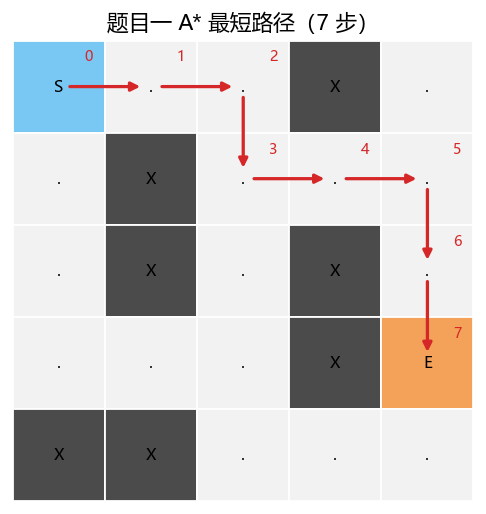 题目一 A* 最短路径（7 步）
0 1 2
S . . X .
3 4 5
. X . . .
6
. X . X .
7
. . . X E
X X . . .